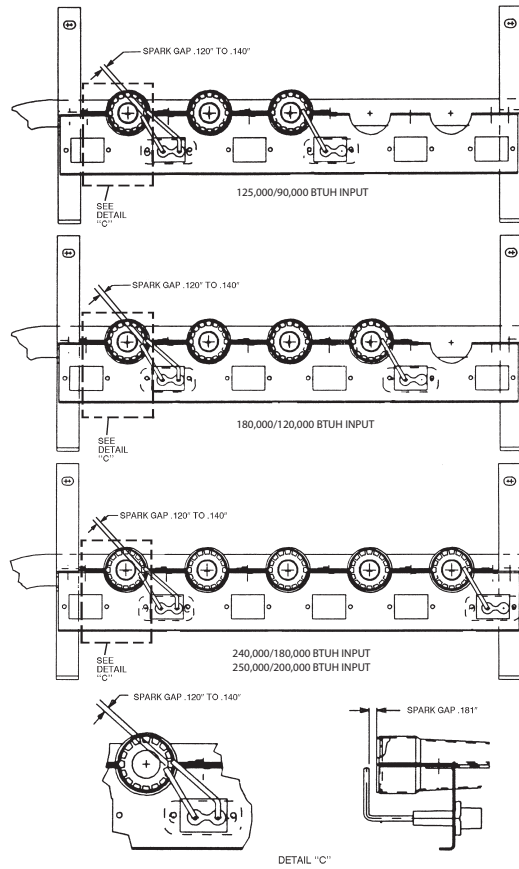 SPARK GAP .120" TO .140"
125,000/90,000 BTUH INPUT
SEE
DETAIL
"C"
SPARK GAP .120" TO .140"
180,000/120,000 BTUH INPUT
SEE
DETAIL
"C"
SPARK GAP .120" TO .140"
240,000/180,000 BTUH INPUT
250,000/200,000 BTUH INPUT
SEE
DETAIL
"C"
SPARK GAP .120" TO .140"
SPARK GAP .181"
DETAIL "C"